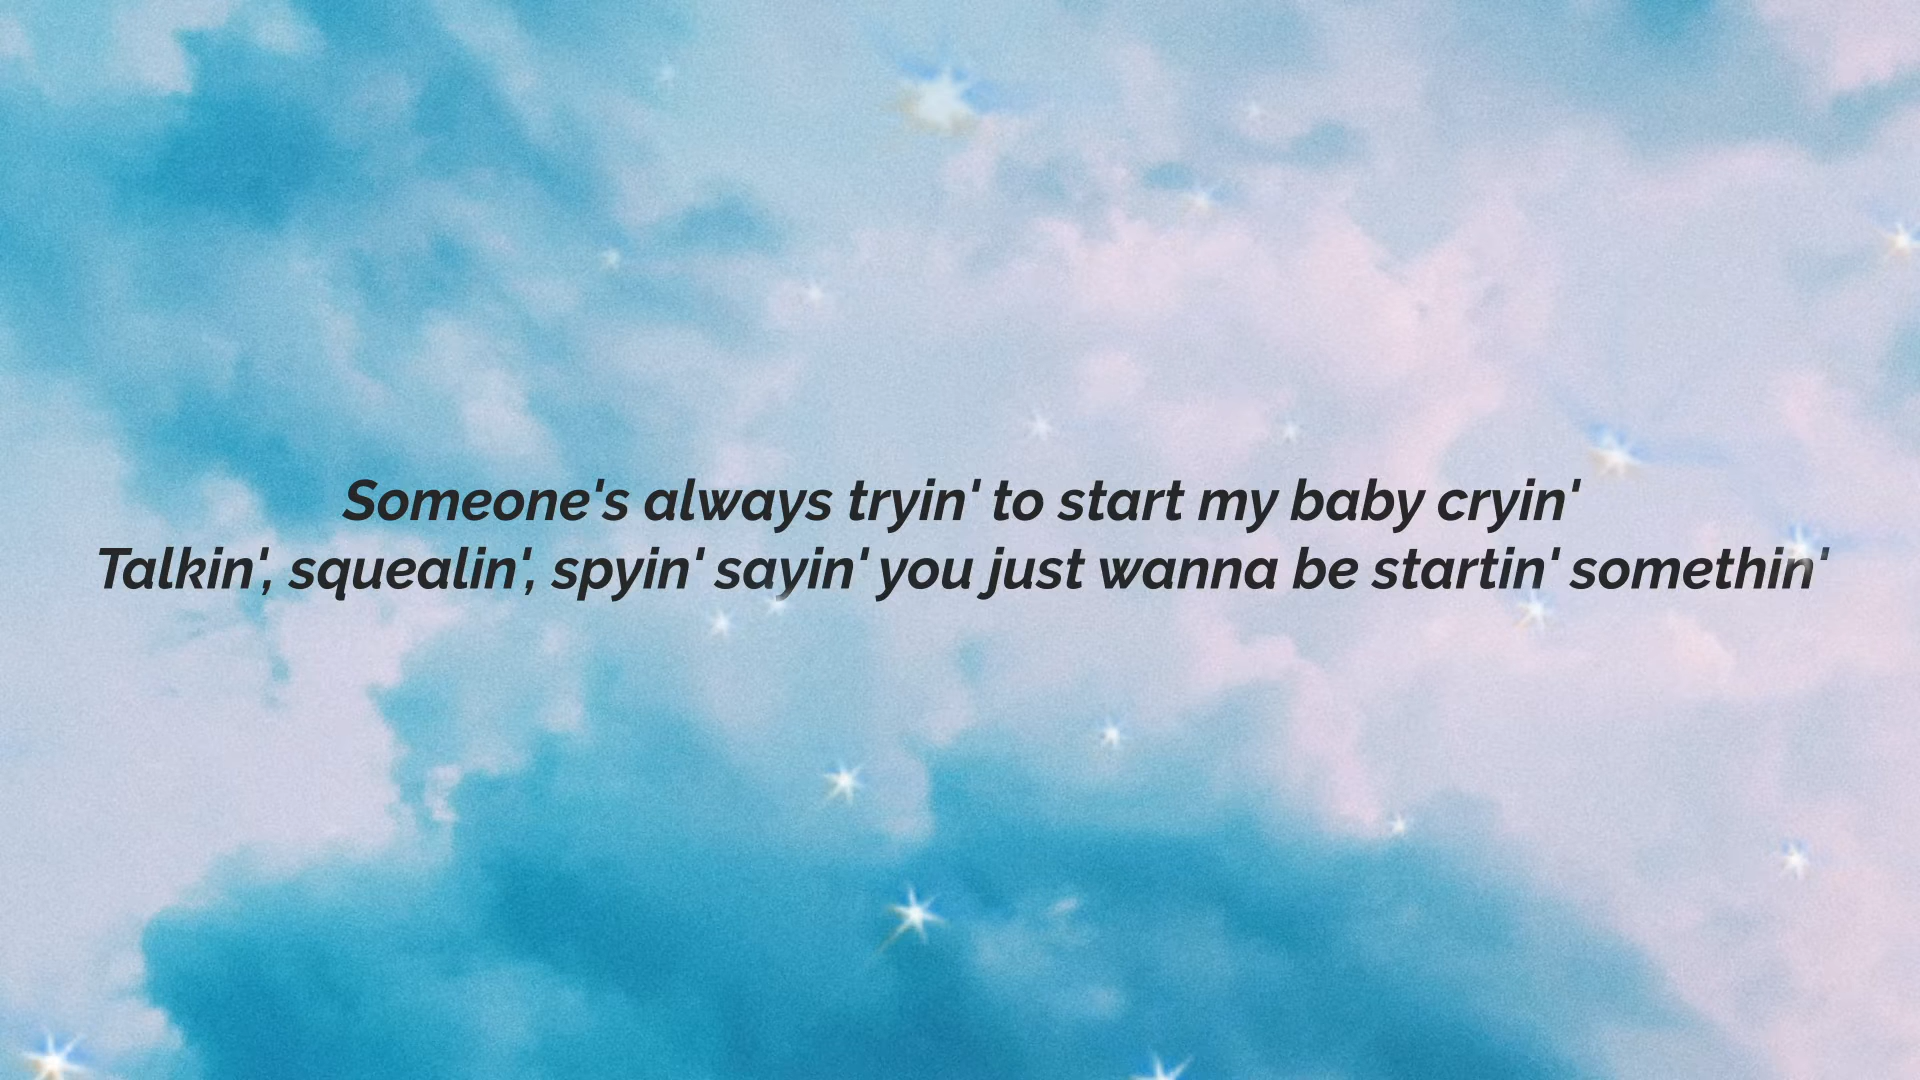 Someone's always tryin' to start my baby cryin'
Talkin', squealin', spyin' sayin' you just wanna be startin' somethin'